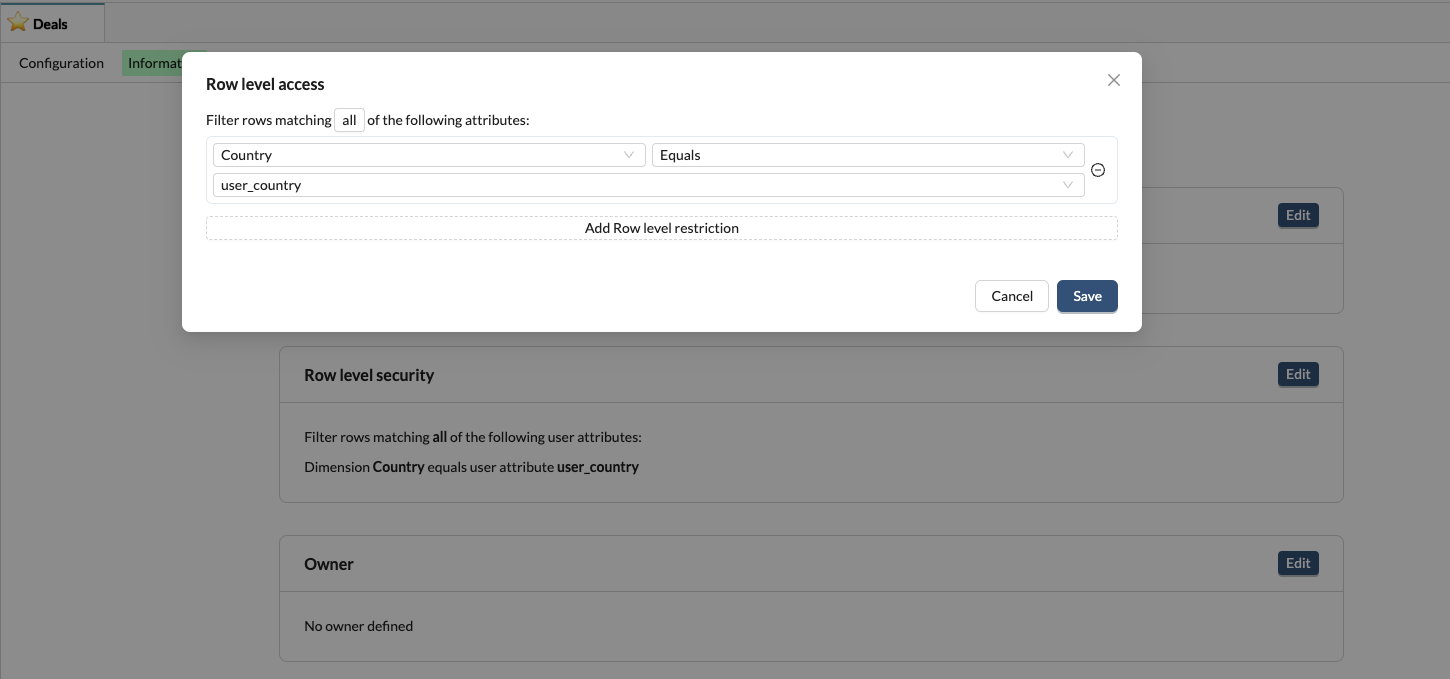 Deals
Configuration
Informat
Row level access
Filter rows matching all of the following attributes:
Country
Equals
user_country
Add Row level restriction
Cancel
Save
Edit
Row level security
Edit
Filter rows matching all of the following user attributes:
Dimension Country equals user attribute user_country
Owner
Edit
No owner defined